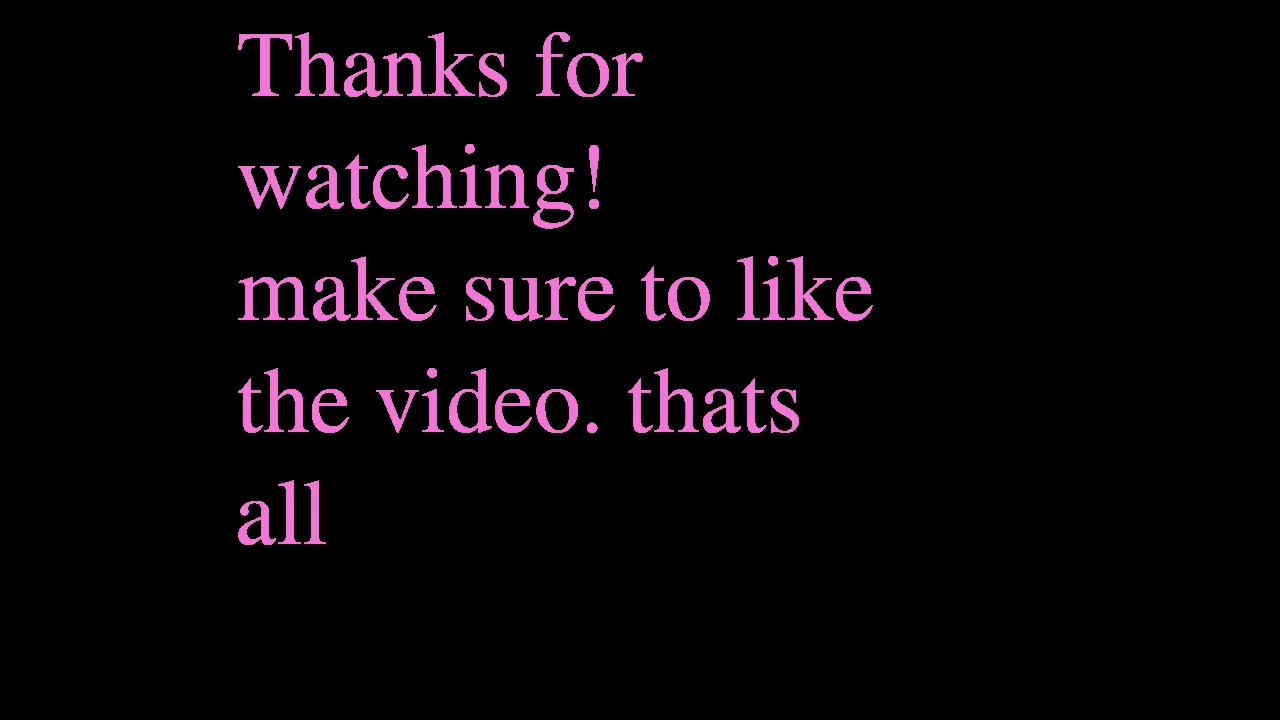 Thanks for
watching!
make sure to like
the video. thats
all